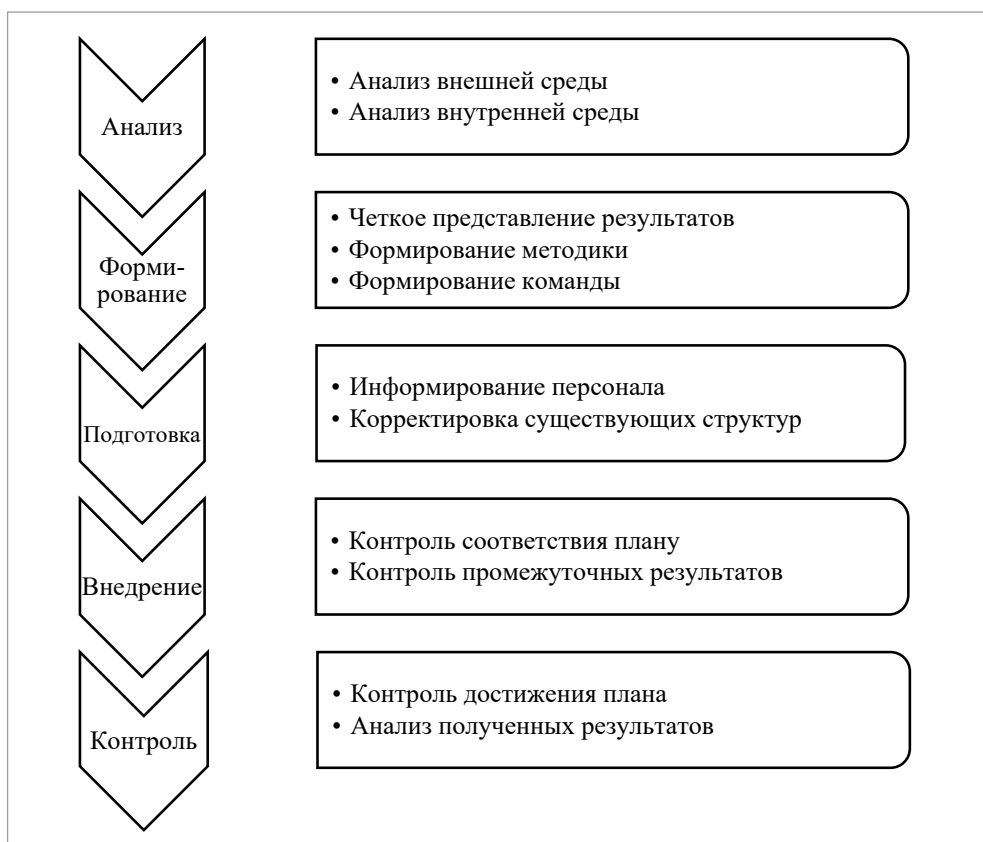 Анализ
• Анализ внешней среды
• Анализ внутренней среды
Форми-
рование
• Четкое представление результатов
• Формирование методики
• Формирование команды
Подготовка
• Информирование персонала
• Корректировка существующих структур
Внедрение
• Контроль соответствия плану
• Контроль промежуточных результатов
Контроль
• Контроль достижения плана
• Анализ полученных результатов